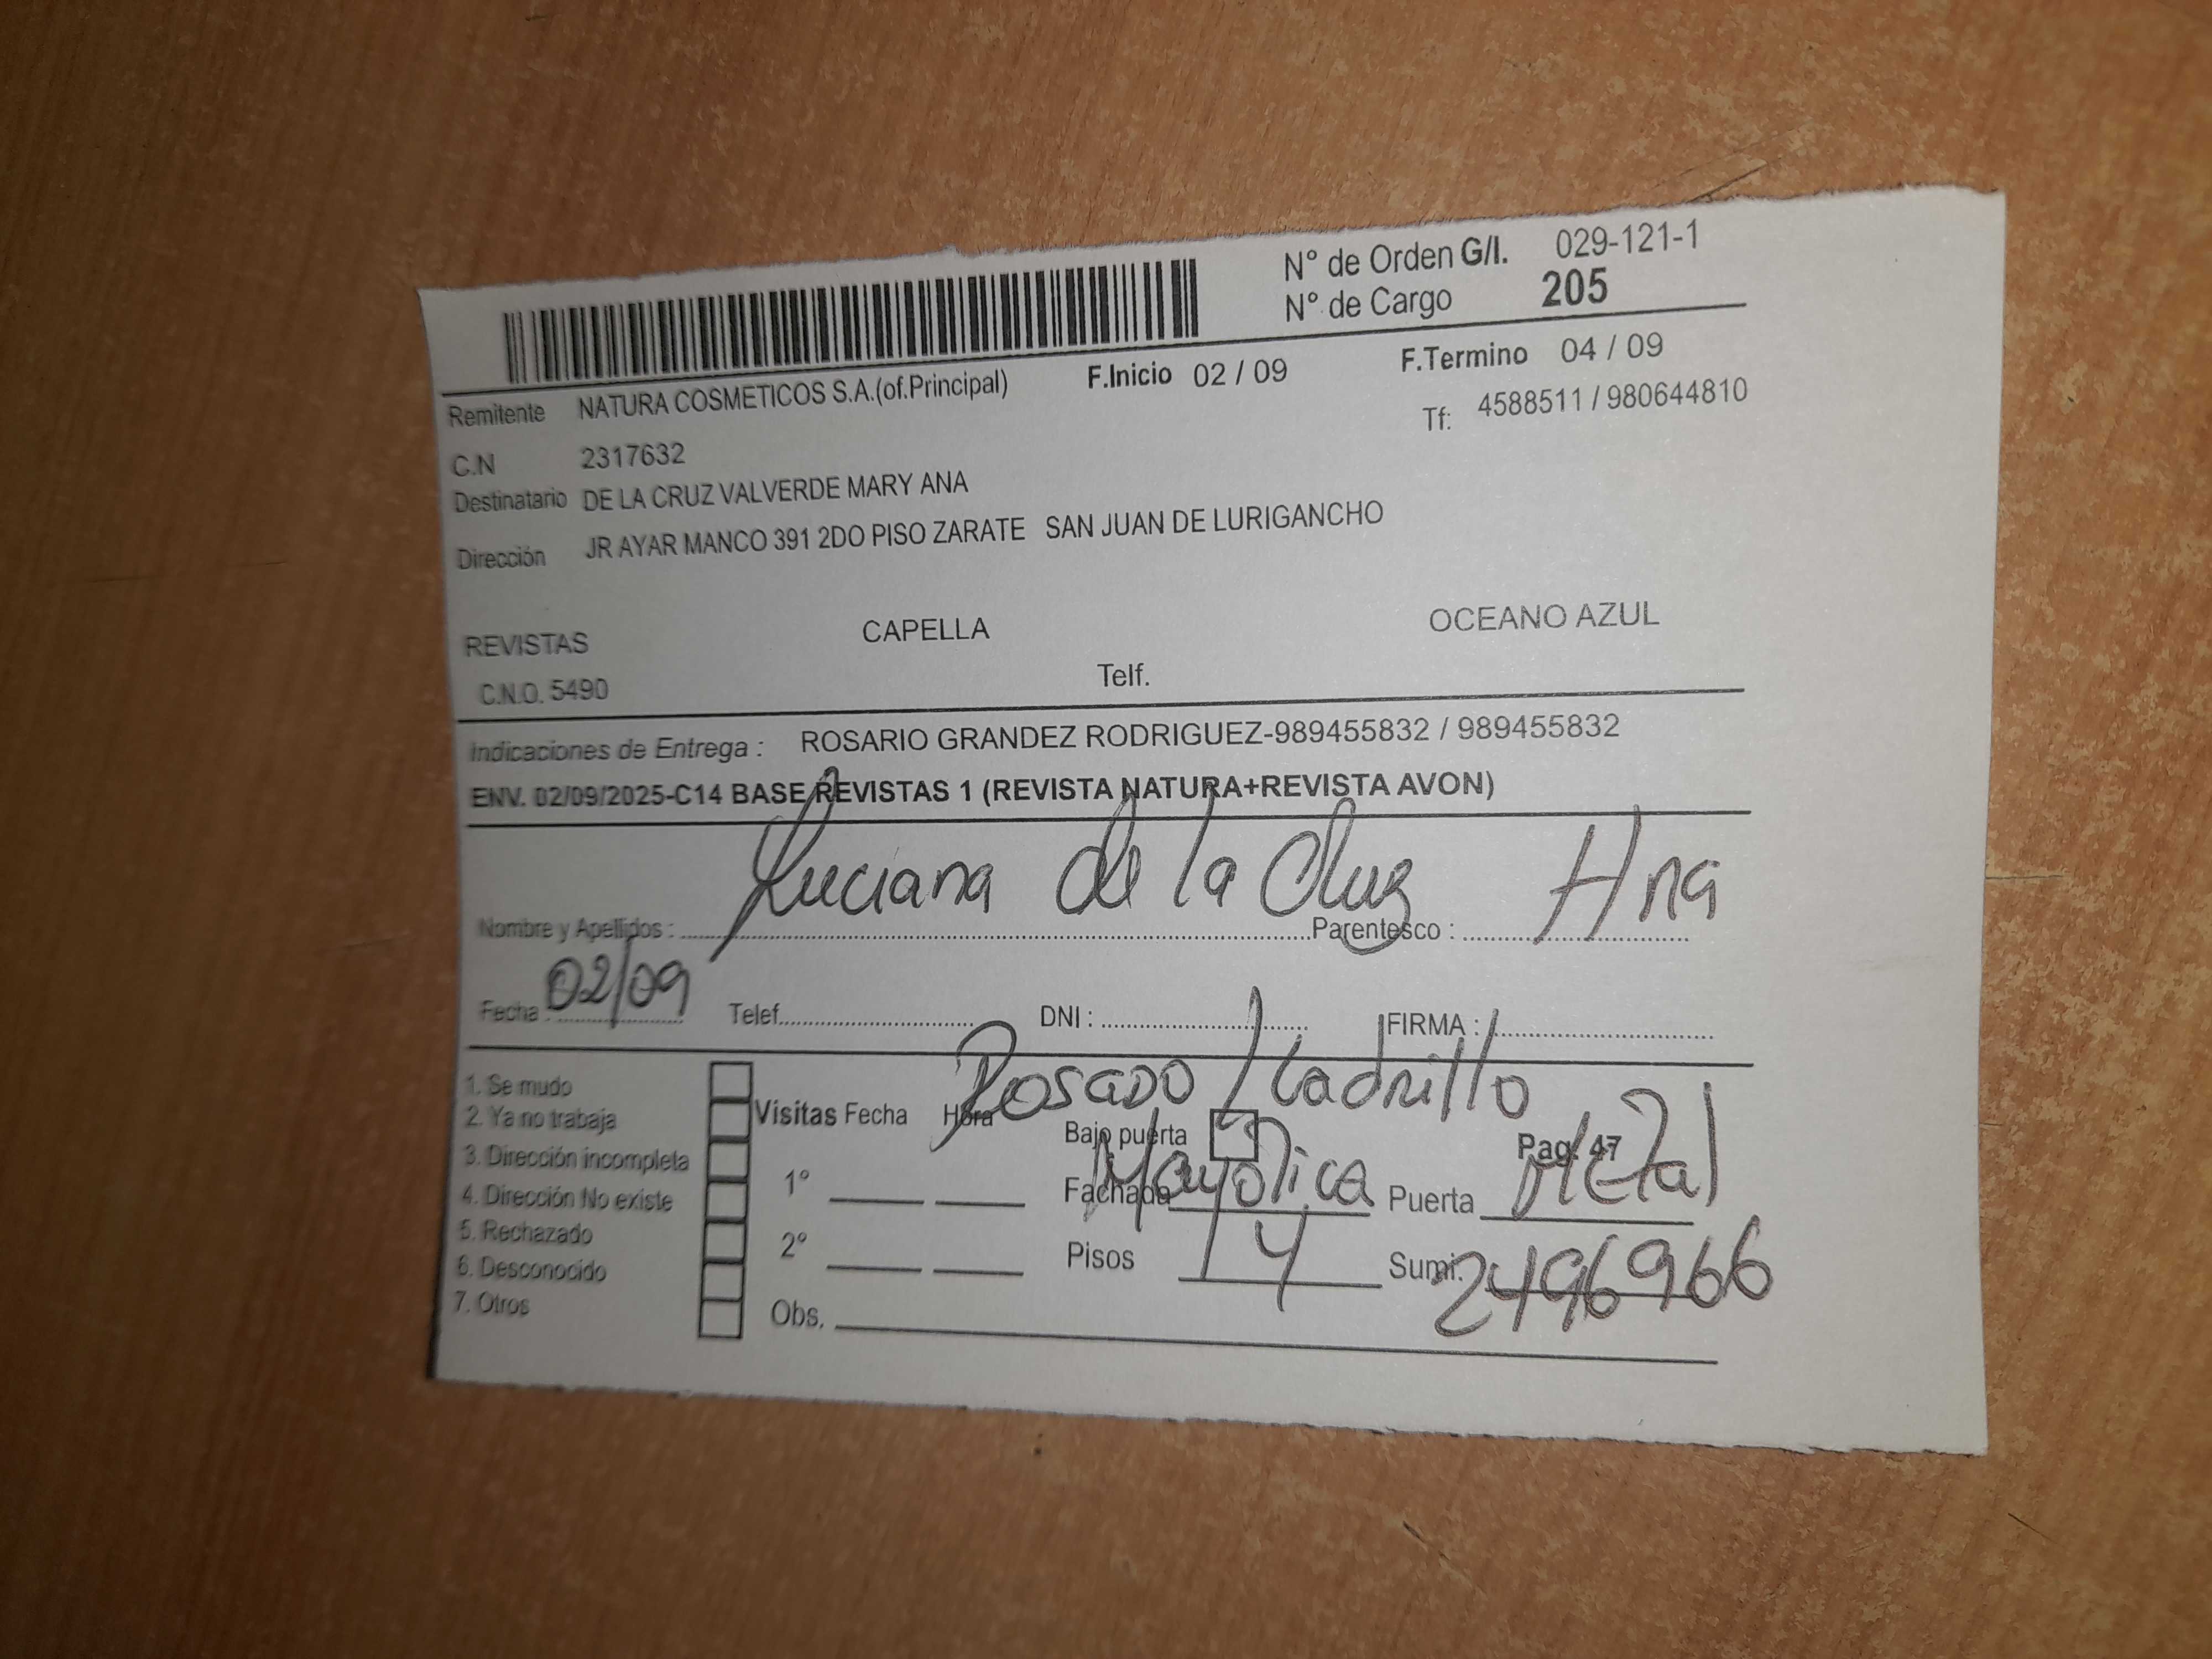 N° de Orden G/I. 029-121-1
N° de Cargo 205
F.Inicio 02 / 09 F.Termino 04 / 09
Remitente NATURA COSMETICOS S.A.(of.Principal) Tf: 4588511 / 980644810
C.N 2317632
Destinatario DE LA CRUZ VALVERDE MARY ANA
Dirección JR AYAR MANCO 391 2DO PISO ZARATE SAN JUAN DE LURIGANCHO
REVISTAS CAPELLA OCEANO AZUL
C.N.O. 5490 Telf.
Indicaciones de Entrega : ROSARIO GRANDEZ RODRIGUEZ-989455832 / 989455832
ENV. 02/09/2025-C14 BASE REVISTAS 1 (REVISTA NATURA+REVISTA AVON)
Nombre y Apellidos : Luciana de la Cruz Parentesco : Hna
Fecha : 02/09 Telef. DNI : FIRMA :
Rosado / Ladrillo
1. Se mudo
2. Ya no trabaja Visitas Fecha Hora Bajo puerta Pag. 47
3. Dirección incompleta
4. Dirección No existe 1° Fachada Mayolica Puerta Metal
5. Rechazado
6. Desconocido 2° Pisos 4 Sumi. 2496966
7. Otros Obs.